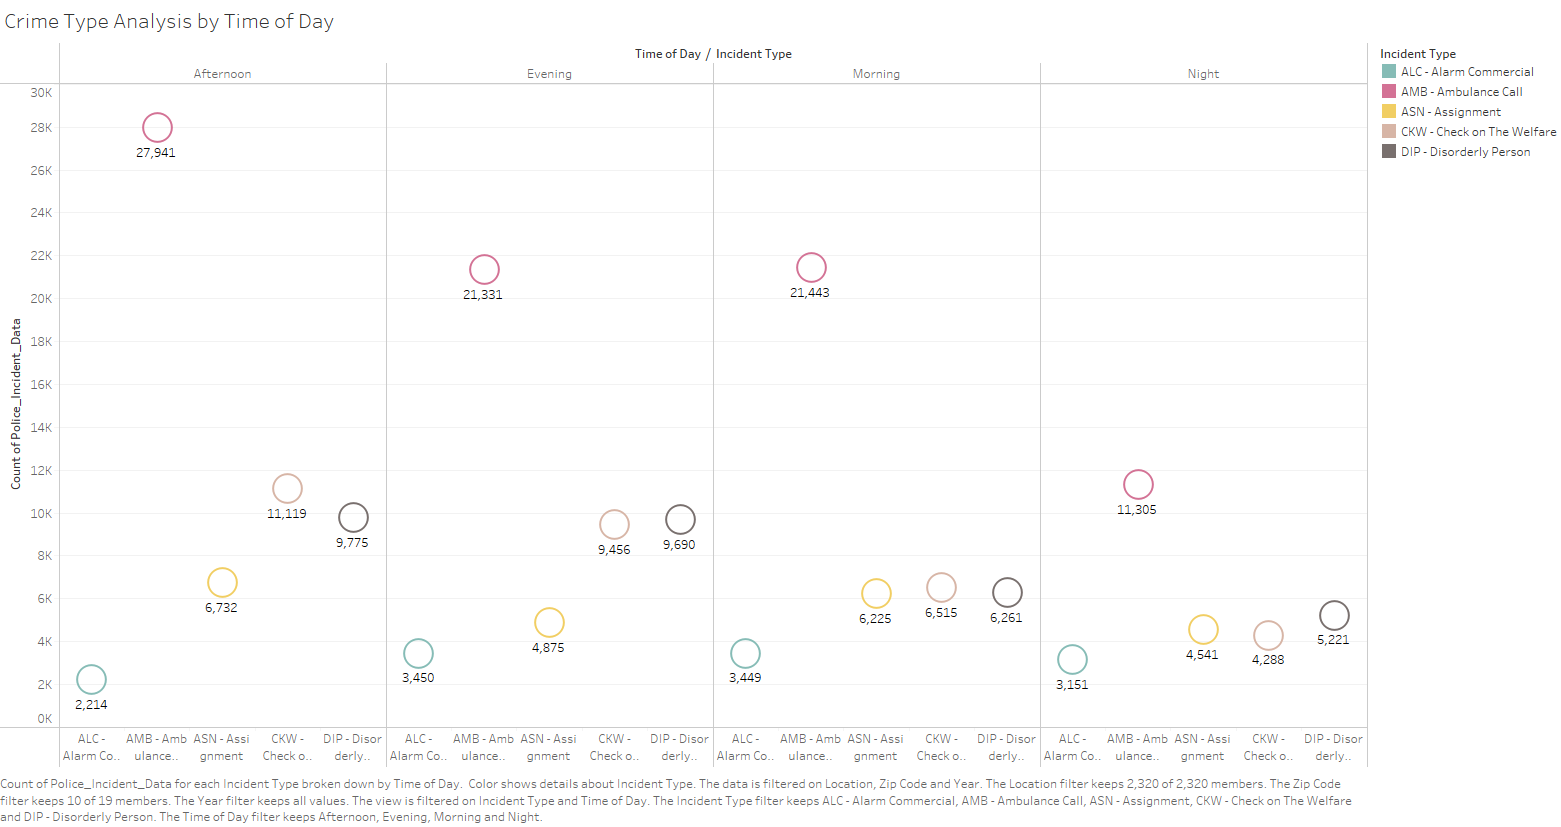 Crime Type Analysis by Time of Day
Time of Day / Incident Type
Afternoon
Evening
Morning
Night
Incident Type
ALC - Alarm Commercial
AMB - Ambulance Call
ASN - Assignment
CKW - Check on The Welfare
DIP - Disorderly Person
Count of Police_Incident_Data
30K
28K
26K
24K
22K
20K
18K
16K
14K
12K
10K
8K
6K
4K
2K
0K
27,941
11,119
9,775
6,732
2,214
21,331
9,456
9,690
4,875
3,450
21,443
6,225
6,515
6,261
3,449
11,305
4,541
4,288
5,221
3,151
ALC -
Alarm Co..
AMB - Amb
ulance..
ASN - Assi
gnment
CKW -
Check o..
DIP - Disor
derly..
ALC -
Alarm Co..
AMB - Amb
ulance..
ASN - Assi
gnment
CKW -
Check o..
DIP - Disor
derly..
ALC -
Alarm Co..
AMB - Amb
ulance..
ASN - Assi
gnment
CKW -
Check o..
DIP - Disor
derly..
ALC -
Alarm Co..
AMB - Amb
ulance..
ASN - Assi
gnment
CKW -
Check o..
DIP - Disor
derly..
Count of Police_Incident_Data for each Incident Type broken down by Time of Day.  Color shows details about Incident Type. The data is filtered on Location, Zip Code and Year. The Location filter keeps 2,320 of 2,320 members. The Zip Code
filter keeps 10 of 19 members. The Year filter keeps all values. The view is filtered on Incident Type and Time of Day. The Incident Type filter keeps ALC - Alarm Commercial, AMB - Ambulance Call, ASN - Assignment, CKW - Check on The Welfare
and DIP - Disorderly Person. The Time of Day filter keeps Afternoon, Evening, Morning and Night.